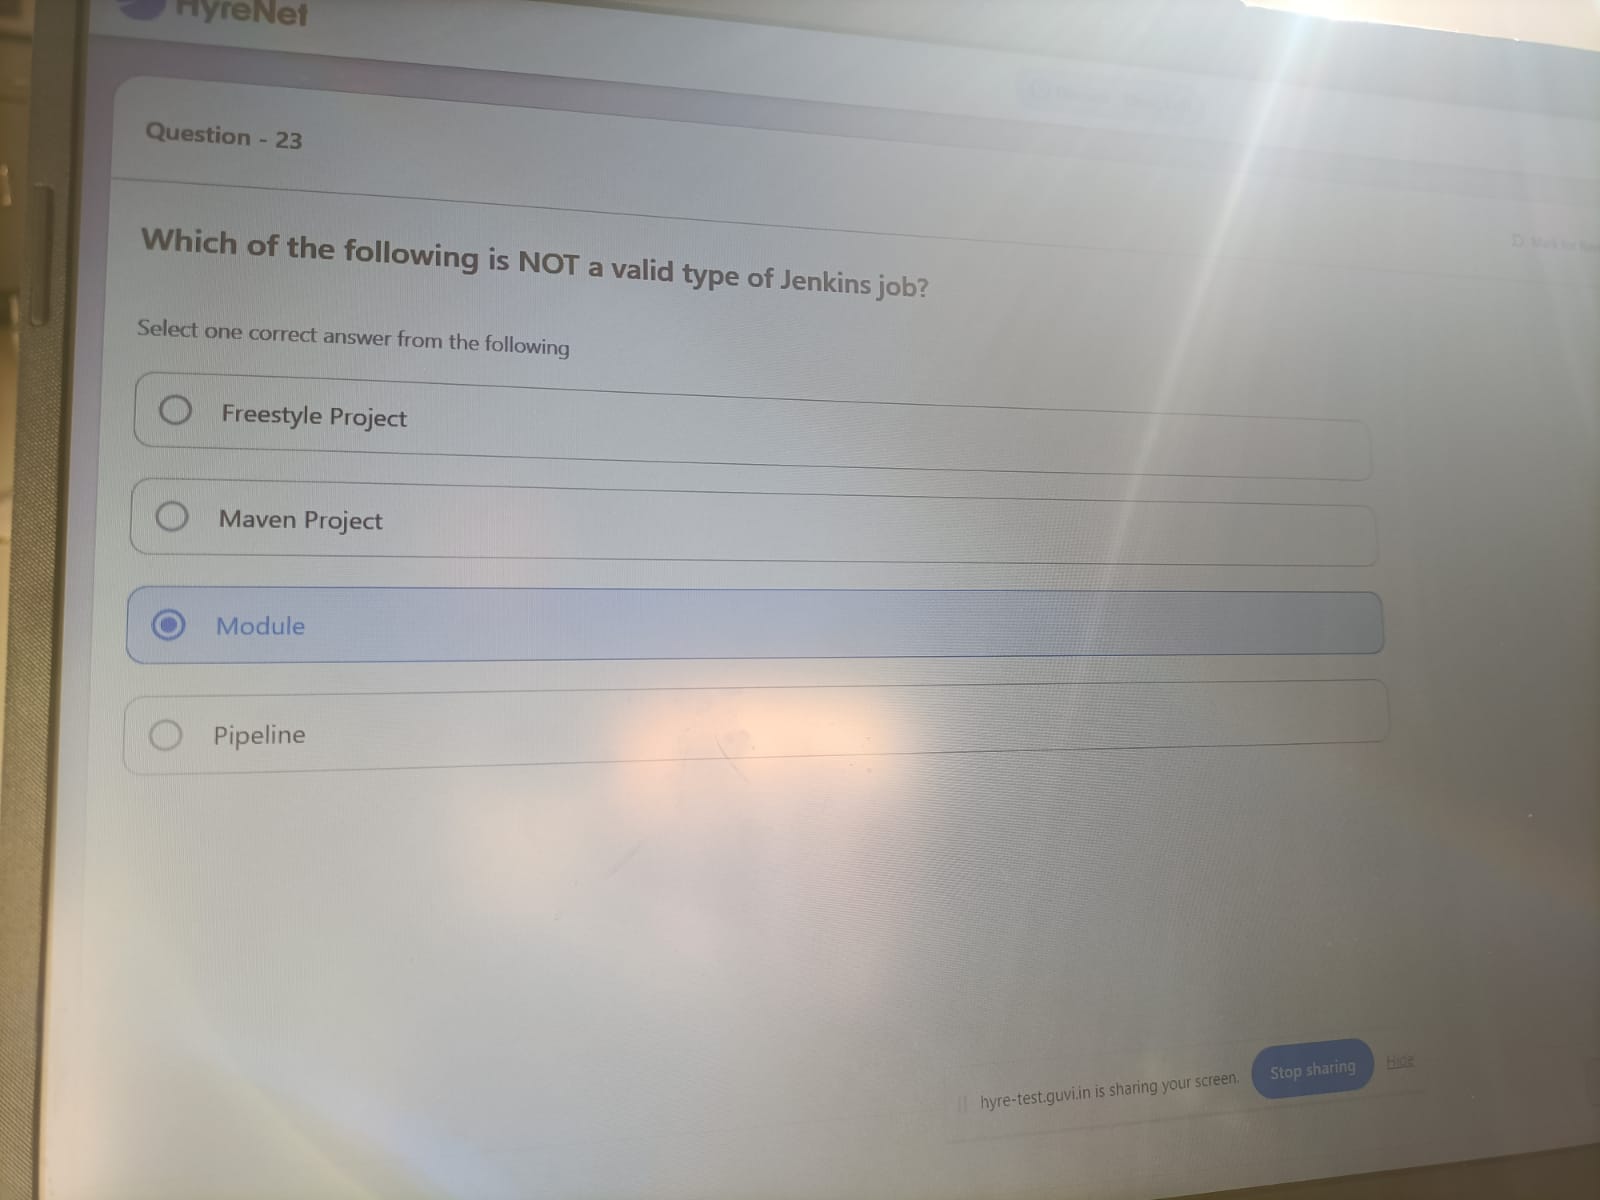 HyreNet
Question - 23
Which of the following is NOT a valid type of Jenkins job?
Select one correct answer from the following
Freestyle Project
Maven Project
Module
Pipeline
hyre-test.guvi.in is sharing your screen.
Stop sharing
Hide